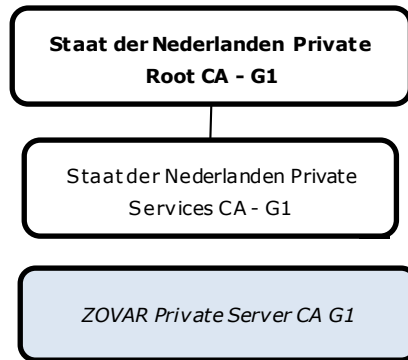 Staat der Nederlanden Private
Root CA - G1
Staat der Nederlanden Private
Services CA - G1
ZOVAR Private Server CA G1